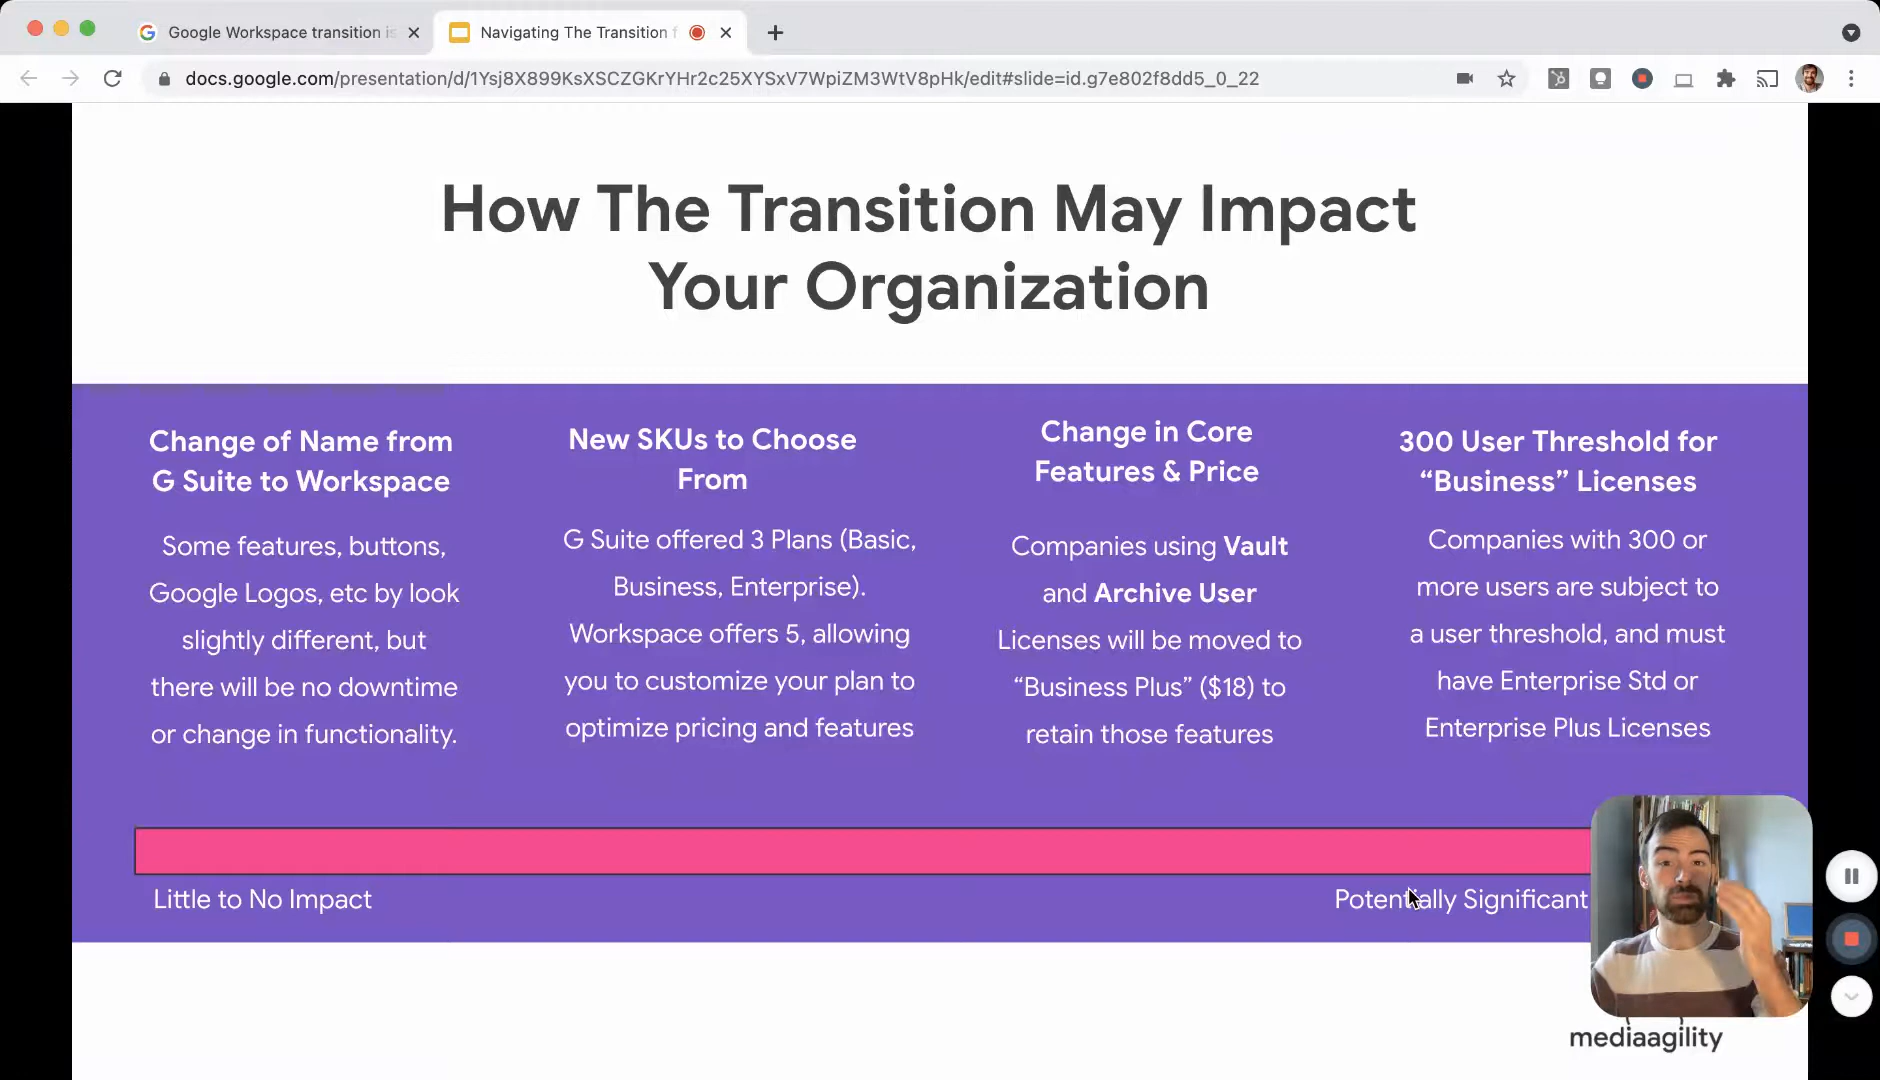 Google Workspace transition is
Navigating The Transition f
docs.google.com/presentation/d/1Ysj8X899KsXSCZGKrYHr2c25XYSxV7WpiZM3WtV8pHk/edit#slide=id.g7e802f8dd5_0_22
How The Transition May Impact
Your Organization
Change of Name from
G Suite to Workspace
Some features, buttons,
Google Logos, etc by look
slightly different, but
there will be no downtime
or change in functionality.
New SKUs to Choose
From
G Suite offered 3 Plans (Basic,
Business, Enterprise).
Workspace offers 5, allowing
you to customize your plan to
optimize pricing and features
Change in Core
Features & Price
Companies using Vault
and Archive User
Licenses will be moved to
“Business Plus” ($18) to
retain those features
300 User Threshold for
“Business” Licenses
Companies with 300 or
more users are subject to
a user threshold, and must
have Enterprise Std or
Enterprise Plus Licenses
Little to No Impact
Potentially Significant
mediaagility